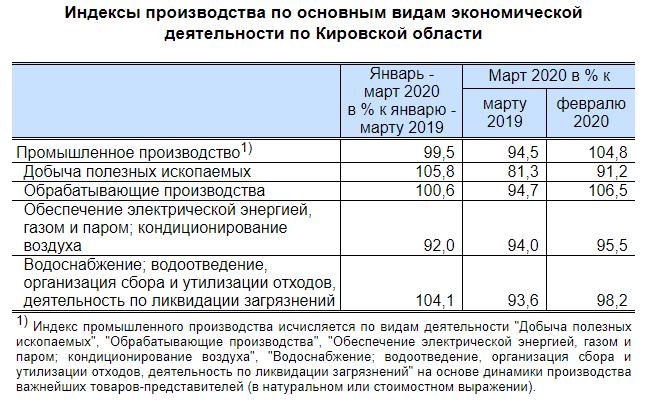 Индексы производства по основным видам экономической
деятельности по Кировской области
Январь -
март 2020
в % к январю -
марту 2019
Март 2020 в % к
марту
2019
февралю
2020
Промышленное производство1) 99,5 94,5 104,8
Добыча полезных ископаемых 105,8 81,3 91,2
Обрабатывающие производства 100,6 94,7 106,5
Обеспечение электрической энергией,
газом и паром; кондиционирование
воздуха 92,0 94,0 95,5
Водоснабжение; водоотведение,
организация сбора и утилизации отходов,
деятельность по ликвидации загрязнений 104,1 93,6 98,2
1) Индекс промышленного производства исчисляется по видам деятельности "Добыча полезных
ископаемых", "Обрабатывающие производства", "Обеспечение электрической энергией, газом и
паром; кондиционирование воздуха", "Водоснабжение; водоотведение, организация сбора и
утилизации отходов, деятельность по ликвидации загрязнений" на основе динамики производства
важнейших товаров-представителей (в натуральном или стоимостном выражении).